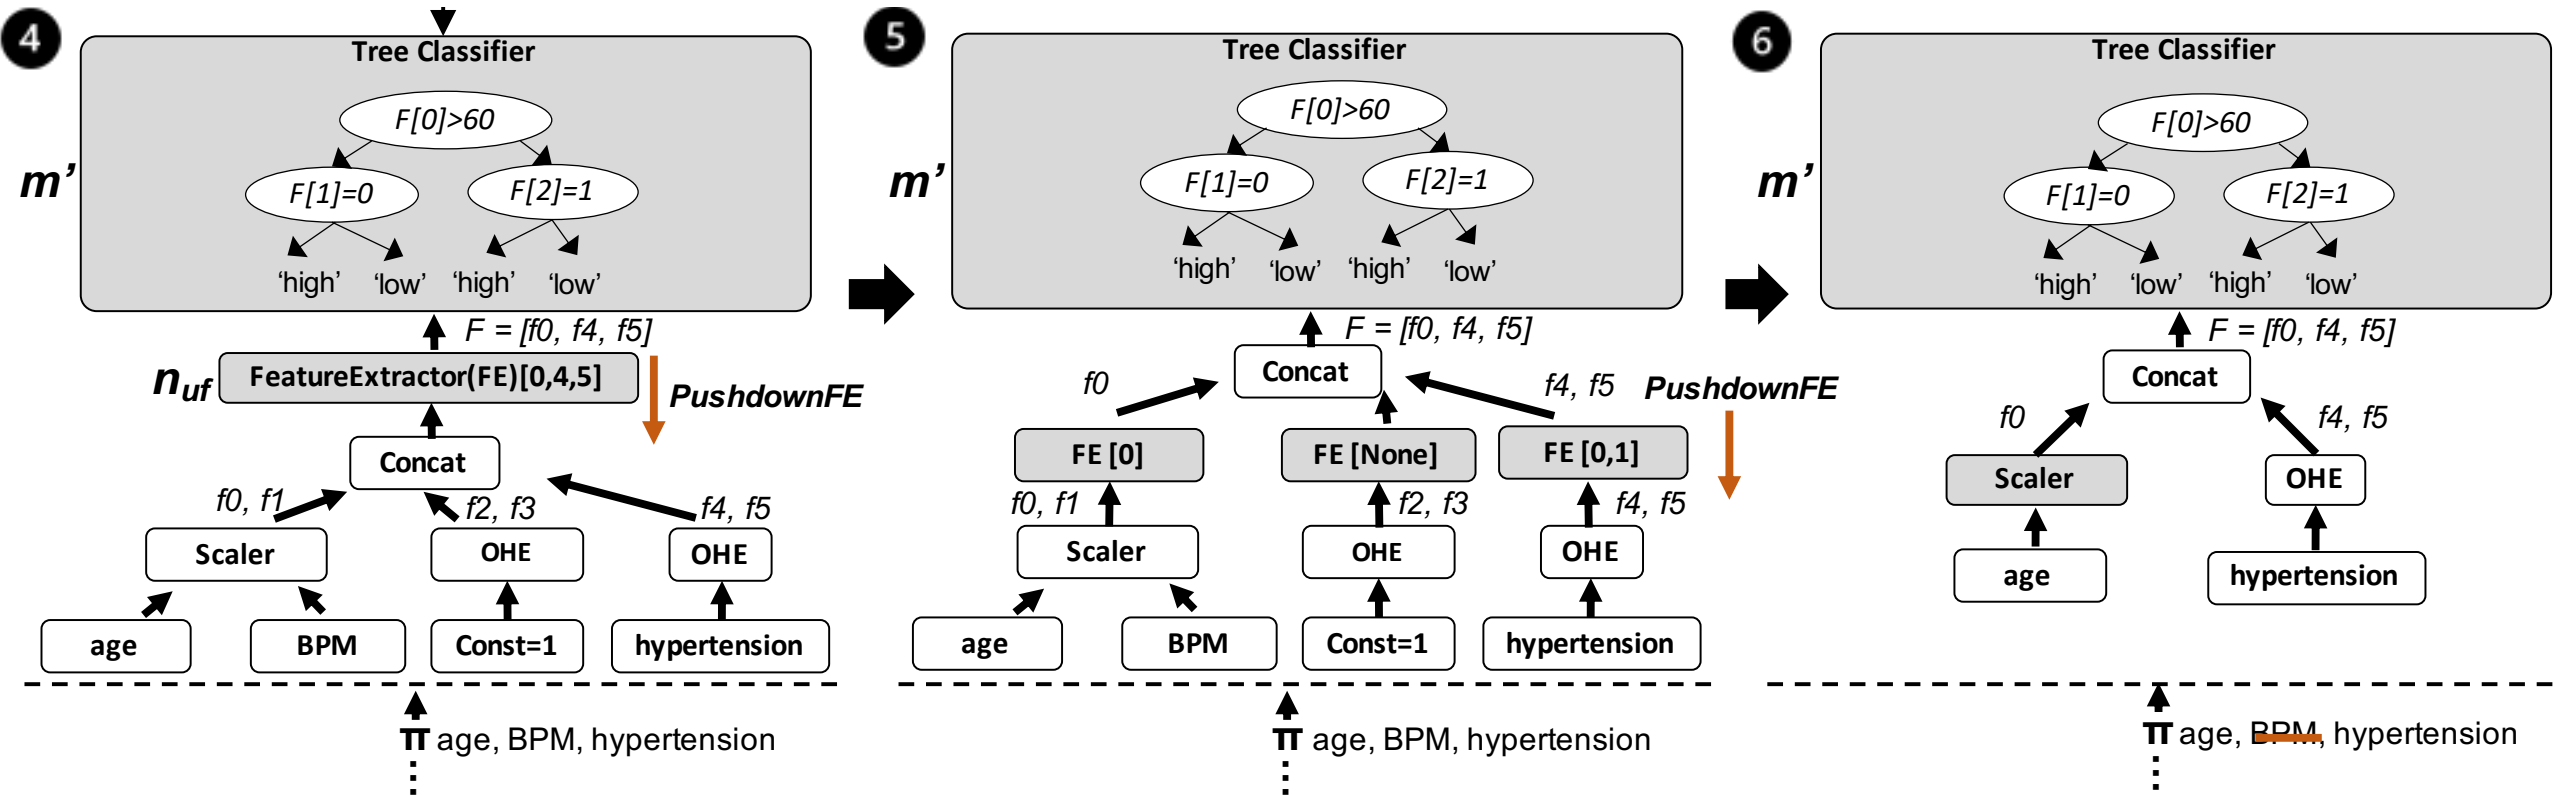 4
Tree Classifier
F[0]>60
F[1]=0
F[2]=1
‘high’ ‘low’ ‘high’ ‘low’
m’
F = [f0, f4, f5]
n_uf
FeatureExtractor(FE)[0,4,5]
PushdownFE
Concat
f0, f1
f2, f3
f4, f5
Scaler
OHE
OHE
age
BPM
Const=1
hypertension
π age, BPM, hypertension
5
Tree Classifier
F[0]>60
F[1]=0
F[2]=1
‘high’ ‘low’ ‘high’ ‘low’
m’
F = [f0, f4, f5]
Concat
f0
f4, f5
PushdownFE
FE [0]
FE [None]
FE [0,1]
f0, f1
f2, f3
f4, f5
Scaler
OHE
OHE
age
BPM
Const=1
hypertension
π age, BPM, hypertension
6
Tree Classifier
F[0]>60
F[1]=0
F[2]=1
‘high’ ‘low’ ‘high’ ‘low’
m’
F = [f0, f4, f5]
Concat
f0
f4, f5
Scaler
OHE
age
hypertension
π age, BPM, hypertension